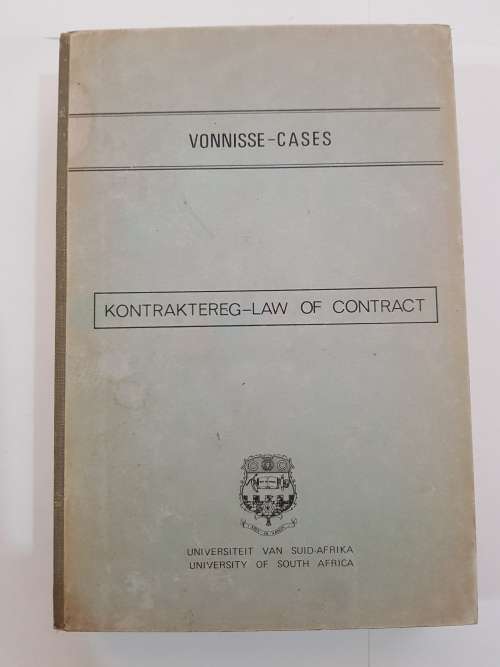 VONNISSE-CASES
KONTRAKTEREG-LAW OF CONTRACT
UNIVERSITEIT VAN SUID-AFRIKA
UNIVERSITY OF SOUTH AFRICA